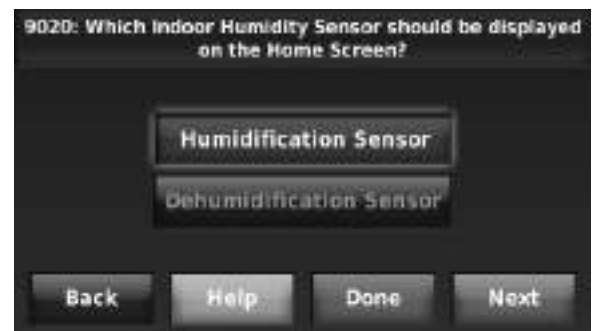 9020: Which Indoor Humidity Sensor should be displayed
on the Home Screen?
Humidification Sensor
Dehumidification Sensor
Back
Help
Done
Next